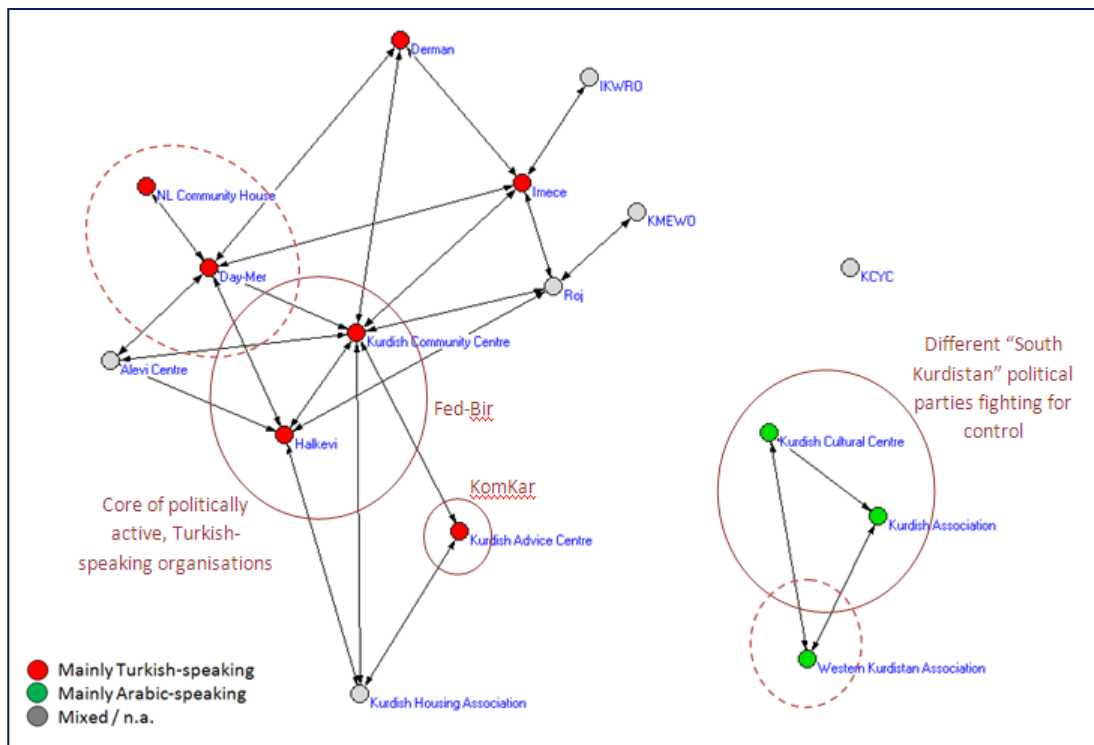 Derman
IKWRO
Imece
NL Community House
KMEWO
Day-Mer
KCYC
Roj
Kurdish Community Centre
Alevi Centre
Different “South
Kurdistan” political
parties fighting for
control
Fed-Bir
Halkevi
Kurdish Cultural Centre
KomKar
Core of politically
active, Turkish-
speaking organisations
Kurdish Advice Centre
Kurdish Association
Mainly Turkish-speaking
Mainly Arabic-speaking
Mixed / n.a.
Kurdish Housing Association
Western Kurdistan Association